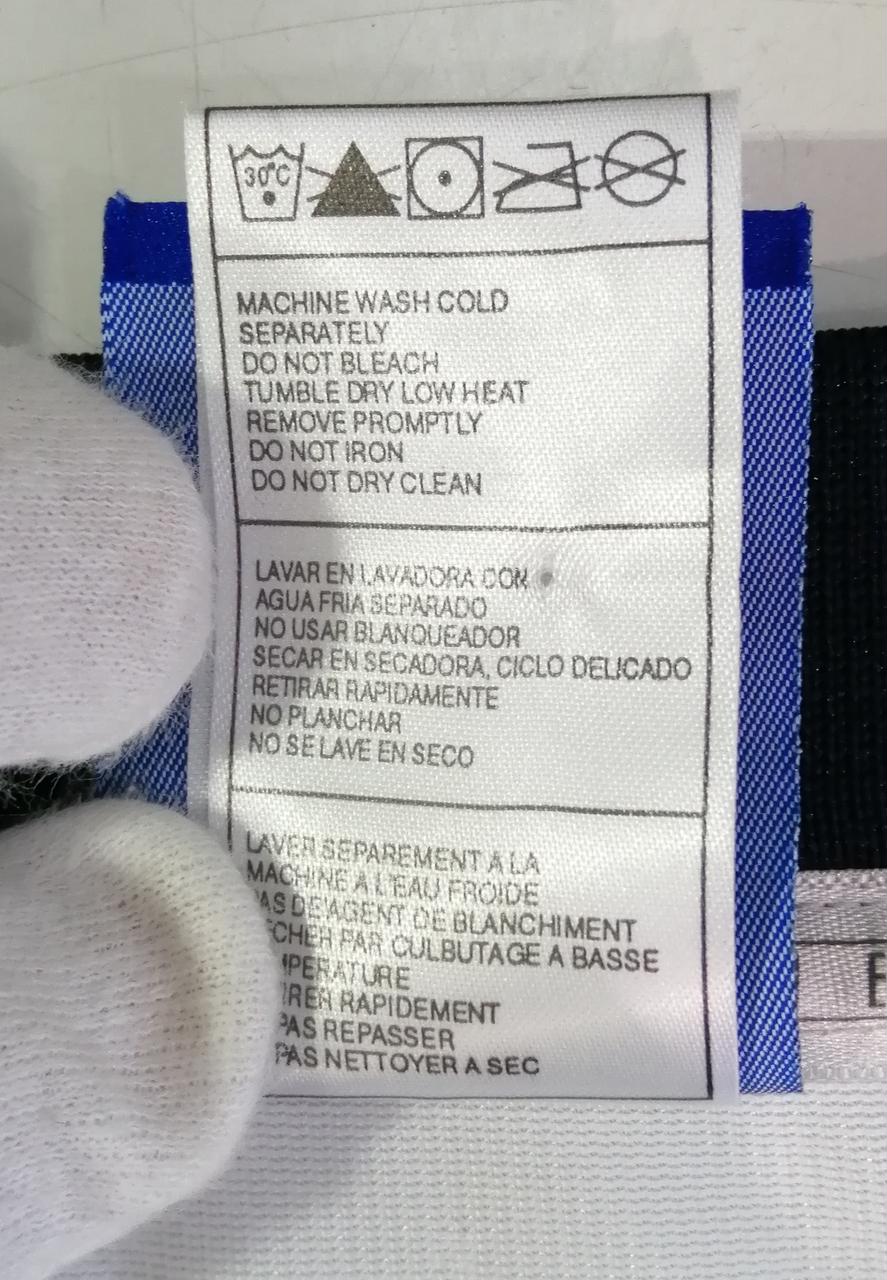 30°C
MACHINE WASH COLD
SEPARATELY
DO NOT BLEACH
TUMBLE DRY LOW HEAT
REMOVE PROMPTLY
DO NOT IRON
DO NOT DRY CLEAN
LAVAR EN LAVADORA CON
AGUA FRIA SEPARADO
NO USAR BLANQUEADOR
SECAR EN SECADORA, CICLO DELICADO
RETIRAR RAPIDAMENTE
NO PLANCHAR
NO SE LAVE EN SECO
LAVER SEPAREMENT A LA
MACHINE A L'EAU FROIDE
PAS DE'AGENT DE BLANCHIMENT
PAR CULBUTAGE A BASSE
RAPIDEMENT
PAS REPASSER
PAS NETTOYER A SEC